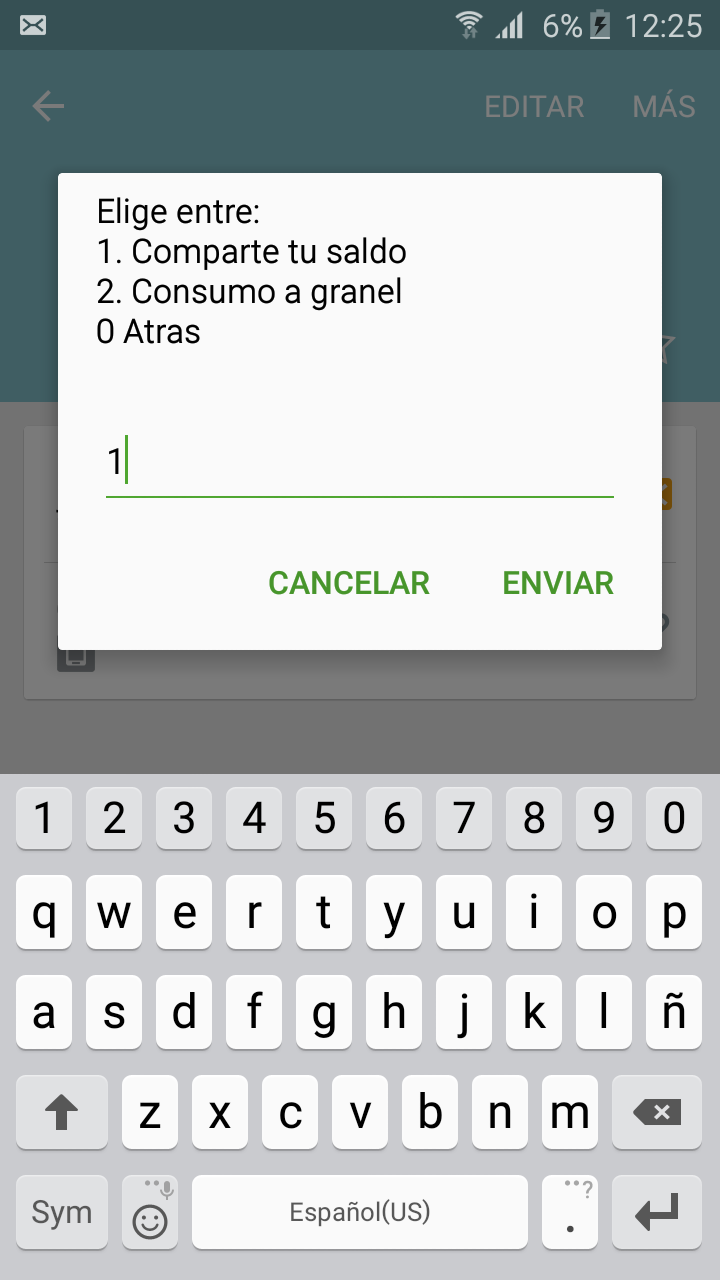 6% 12:25
EDITAR MÁS
Elige entre:
1. Comparte tu saldo
2. Consumo a granel
0 Atras
1
CANCELAR ENVIAR
1 2 3 4 5 6 7 8 9 0
q w e r t y u i o p
a s d f g h j k l ñ
z x c v b n m
Sym Español(US) . ?